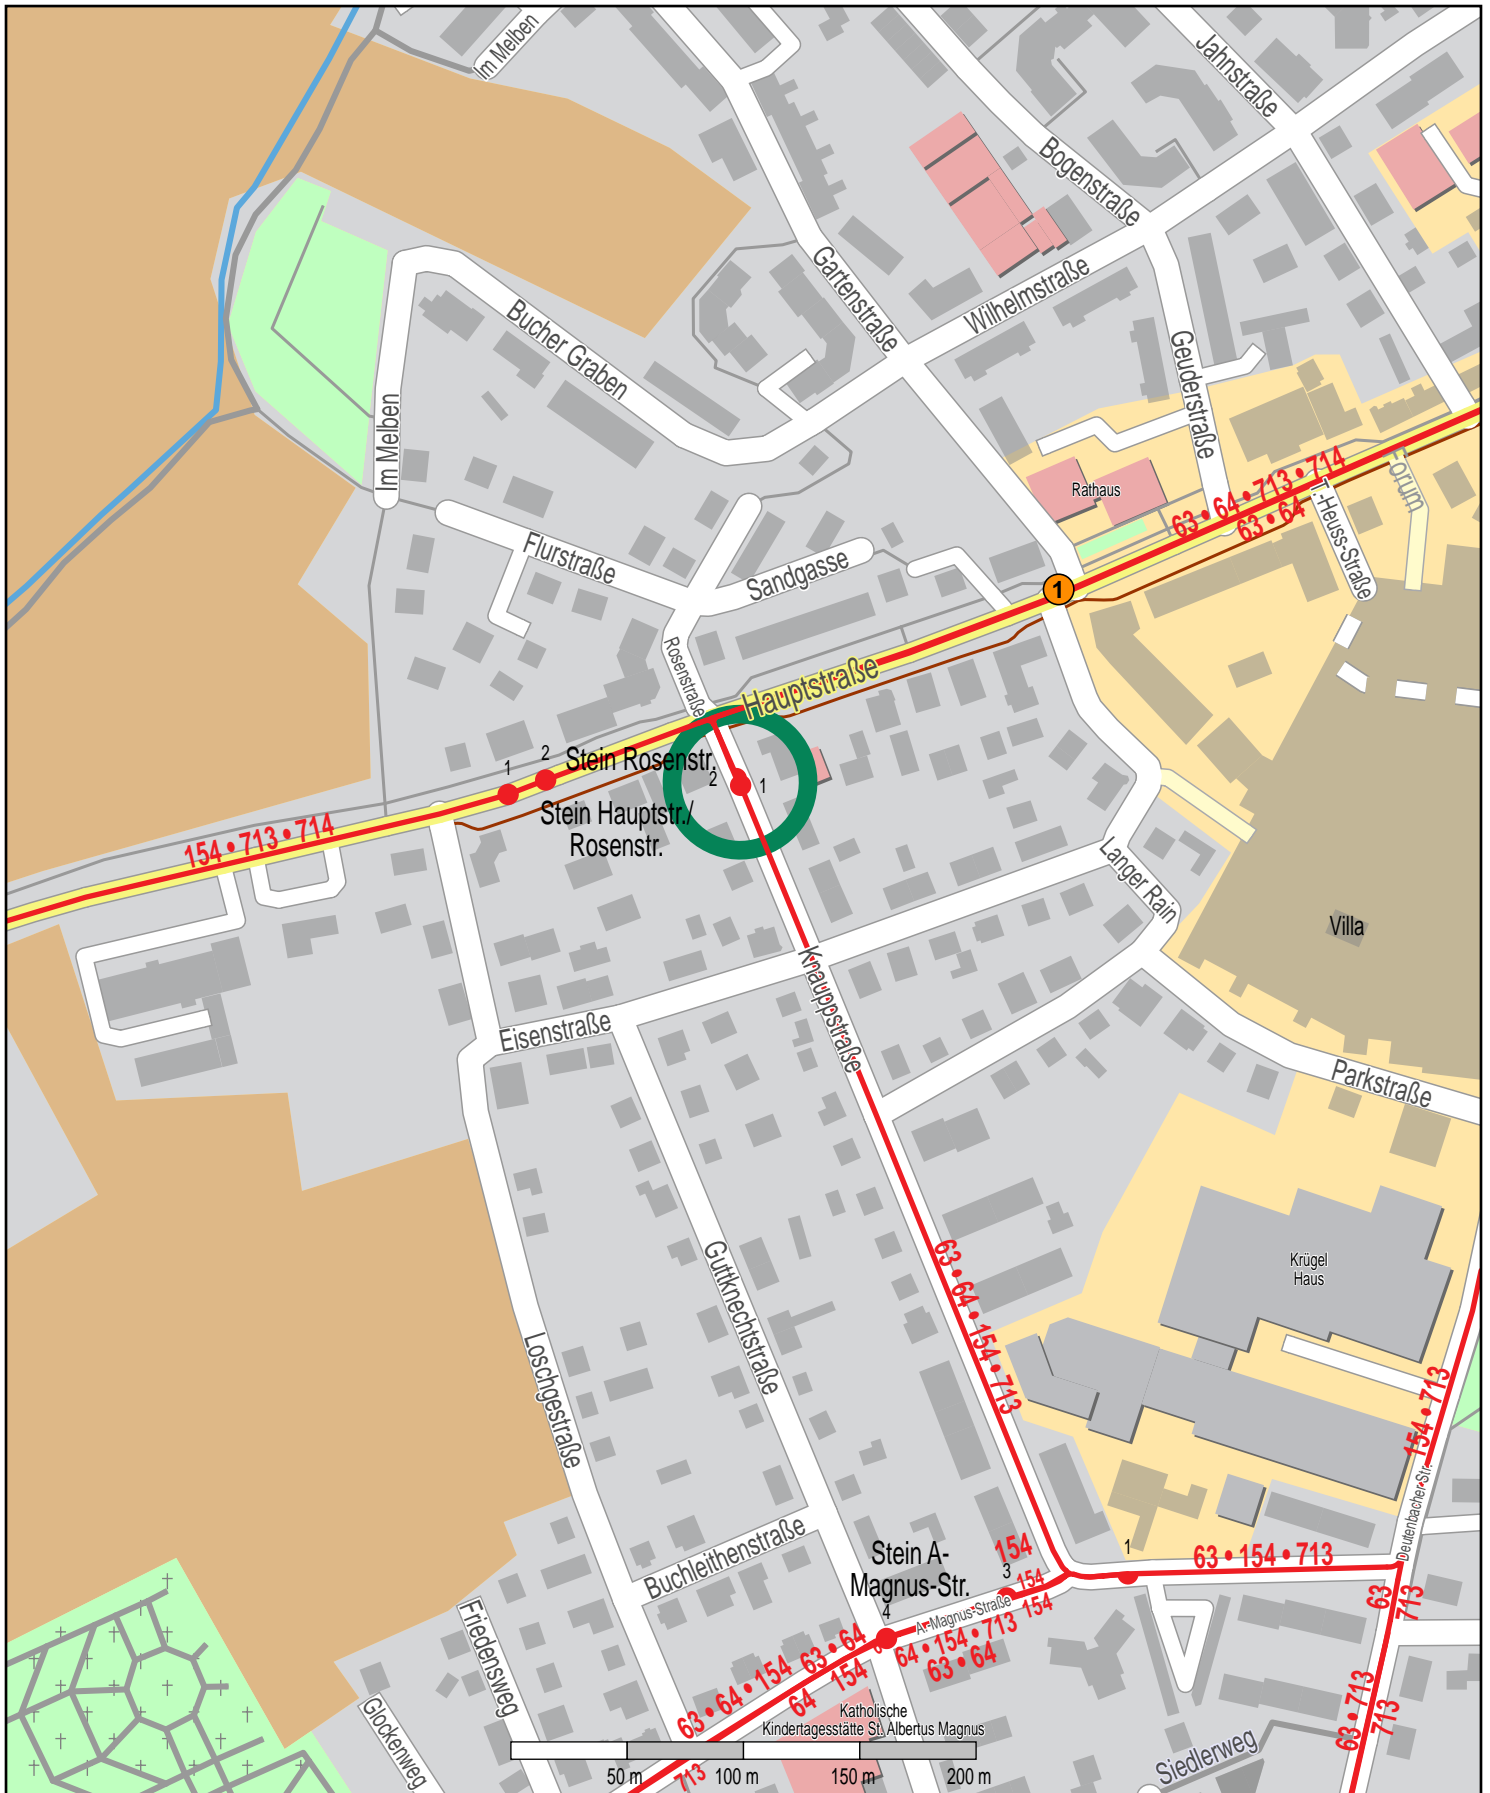 Im Melben
Jahnstraße
Bogenstraße
Gartenstraße
Wilhelmstraße
Bucher Graben
Geuderstraße
Im Melben
Rathaus
63 • 64 • 713 • 714
63 • 64
Forum
T.-Heuss-Straße
Flurstraße
Sandgasse
1
Rosenstraße
Hauptstraße
1
2
Stein Rosenstr.
2
1
Stein Hauptstr./
Rosenstr.
154 • 713 • 714
Langer Rain
Villa
Knauppstraße
Eisenstraße
Parkstraße
Krügel
Haus
63 • 64 • 154 • 713
Guttknechtstraße
Loschgestraße
154 • 713
Deutenbacher Str.
Buchleithenstraße
Stein A-
Magnus-Str.
154
3
154
154
1
63 • 154 • 713
4
A.-Magnus-Straße
63
713
64 • 154 • 713
63 • 64
63 • 64 • 154
63 • 64
64
154
Friedensweg
Glockenweg
Katholische
Kindertagesstätte St. Albertus Magnus
63 • 713
713
Siedlerweg
713
50 m
100 m
150 m
200 m